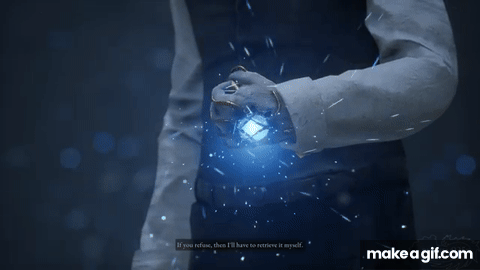 If you refuse, then I'll have to retrieve it myself.
makeagif.com